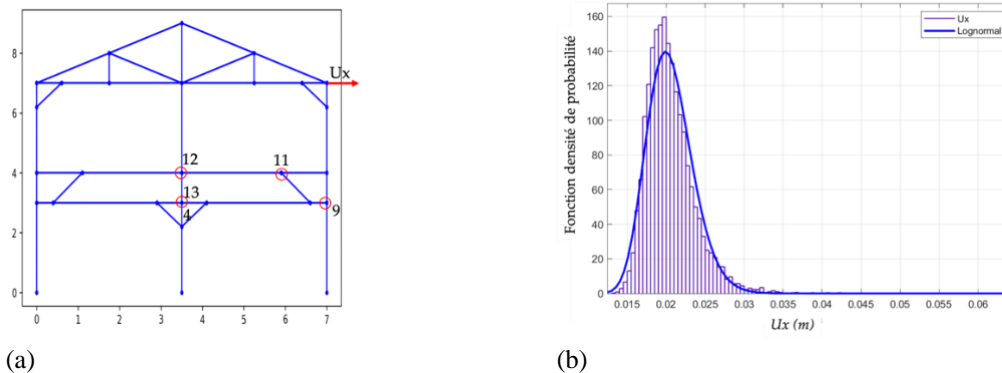 Ux
12
11
13
4
9
8
6
4
2
0
0 1 2 3 4 5 6 7
(a)
Ux
Lognormal
Fonction densité de probabilité
160
140
120
100
80
60
40
20
0
0.015 0.02 0.025 0.03 0.035 0.04 0.045 0.05 0.055 0.06
Ux (m)
(b)